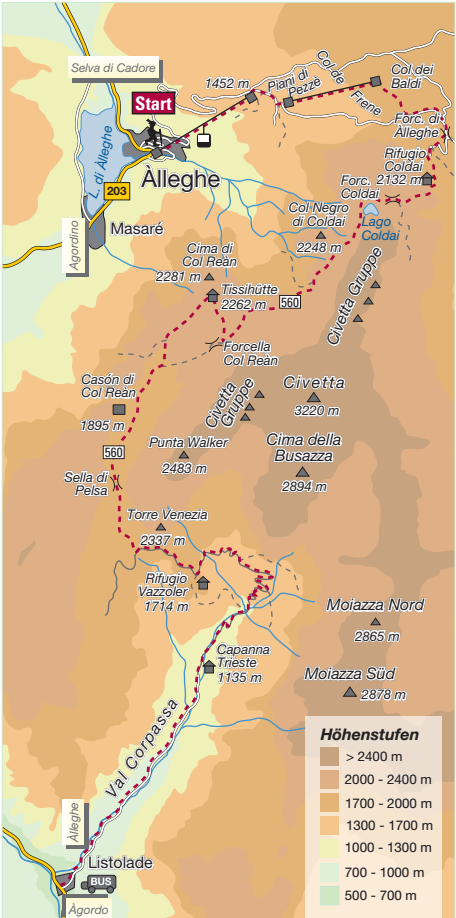 Selva di Cadore
Start
1452 m
Piani di
Pezzè
Col de
Frene
Col dei
Baldi
Forc. di
Àlleghe
Rifugio
Coldai
2132 m
Forc.
Coldai
Lago
Coldai
L. di Àlleghe
Àlleghe
203
Agordino
Masaré
Col Negro
di Coldai
2248 m
Cima di
Col Reàn
2281 m
Tissihütte
2262 m
560
Civetta Gruppe
Forcella
Col Reàn
Casón di
Col Reàn
1895 m
Civetta
Gruppe
Civetta
3220 m
Punta Walker
2483 m
Cima della
Busazza
2894 m
560
Sella di
Pelsa
Torre Venezia
2337 m
Rifugio
Vazzoler
1714 m
Moiazza Nord
2865 m
Capanna
Trieste
1135 m
Moiazza Süd
2878 m
Val Corpassa
Höhenstufen
> 2400 m
2000 - 2400 m
1700 - 2000 m
1300 - 1700 m
1000 - 1300 m
700 - 1000 m
500 - 700 m
Àlleghe
Listolade
BUS
Àgordo